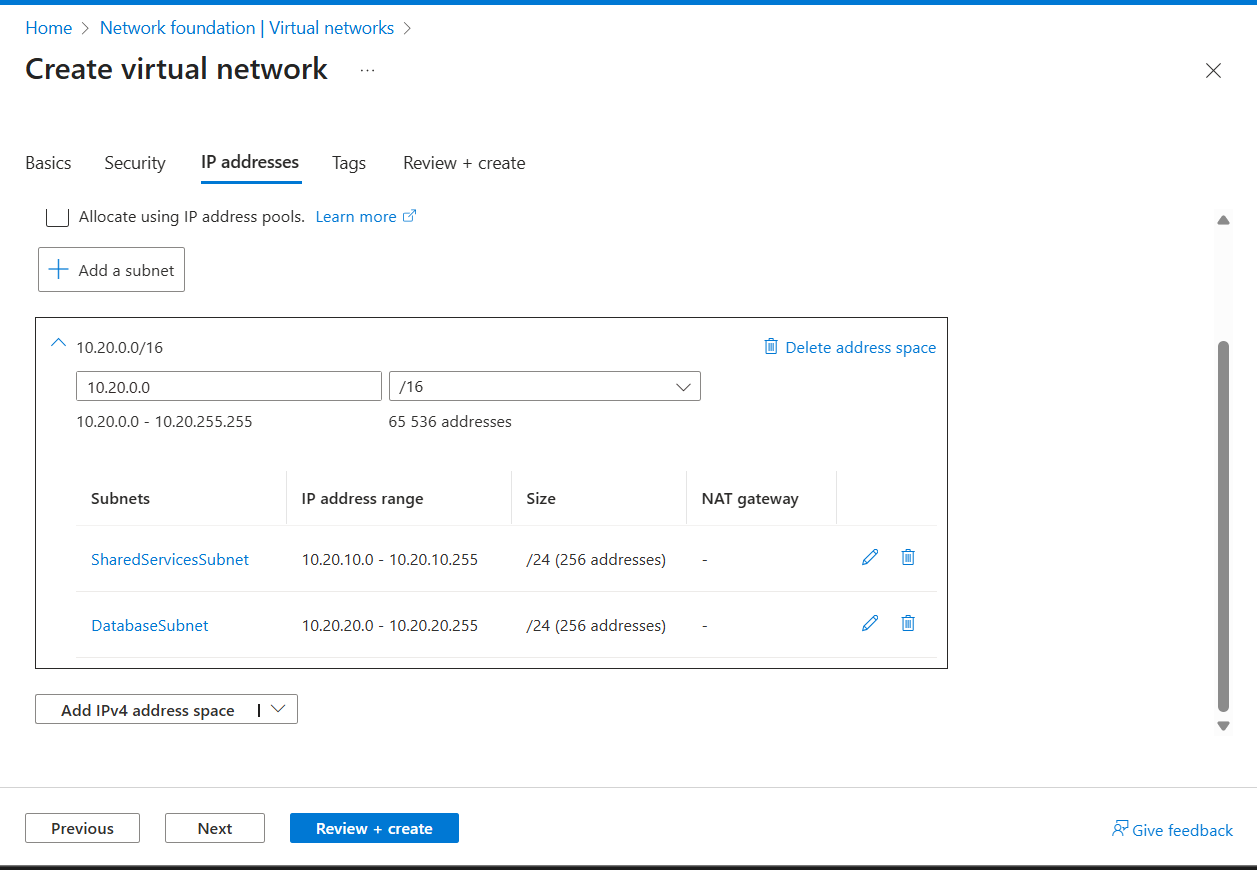 Home > Network foundation | Virtual networks >
Create virtual network ...
Basics Security IP addresses Tags Review + create
Allocate using IP address pools. Learn more
Add a subnet
10.20.0.0/16 Delete address space
10.20.0.0 /16
10.20.0.0 - 10.20.255.255 65 536 addresses
Subnets IP address range Size NAT gateway
SharedServicesSubnet 10.20.10.0 - 10.20.10.255 /24 (256 addresses) -
DatabaseSubnet 10.20.20.0 - 10.20.20.255 /24 (256 addresses) -
Add IPv4 address space |
Previous Next Review + create Give feedback